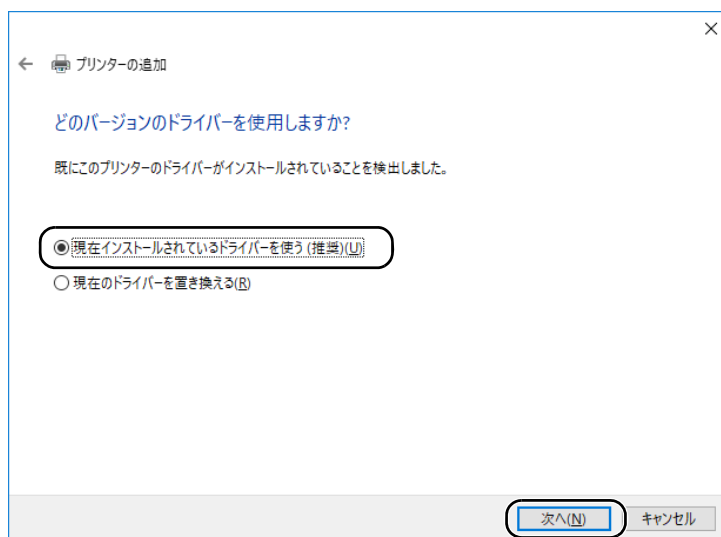 プリンターの追加
どのバージョンのドライバーを使用しますか?
既にこのプリンターのドライバーがインストールされていることを検出しました。
現在インストールされているドライバーを使う (推奨)(U)
現在のドライバーを置き換える(R)
次へ(N)
キャンセル